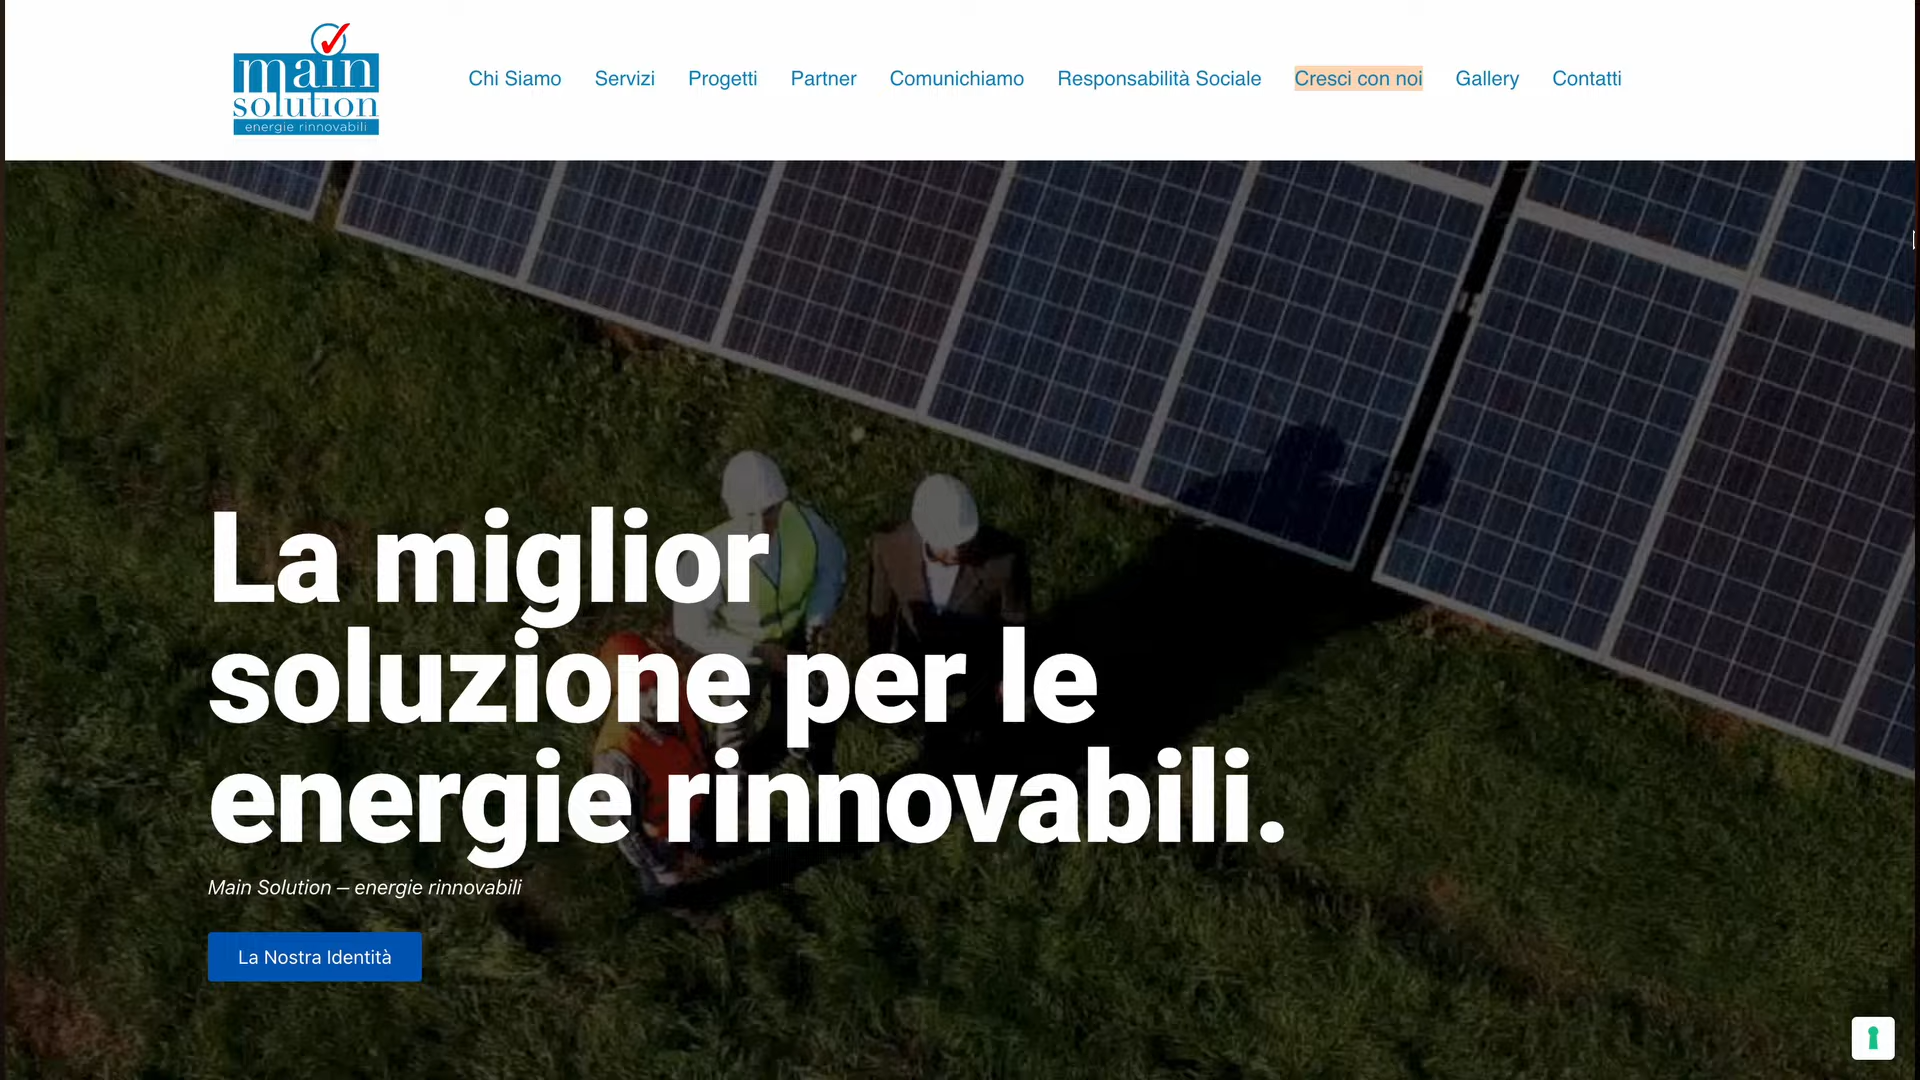 main
solution
energie rinnovabili
Chi Siamo
Servizi
Progetti
Partner
Comunichiamo
Responsabilità Sociale
Cresci con noi
Gallery
Contatti
La miglior
soluzione per le
energie rinnovabili.
Main Solution – energie rinnovabili
La Nostra Identità